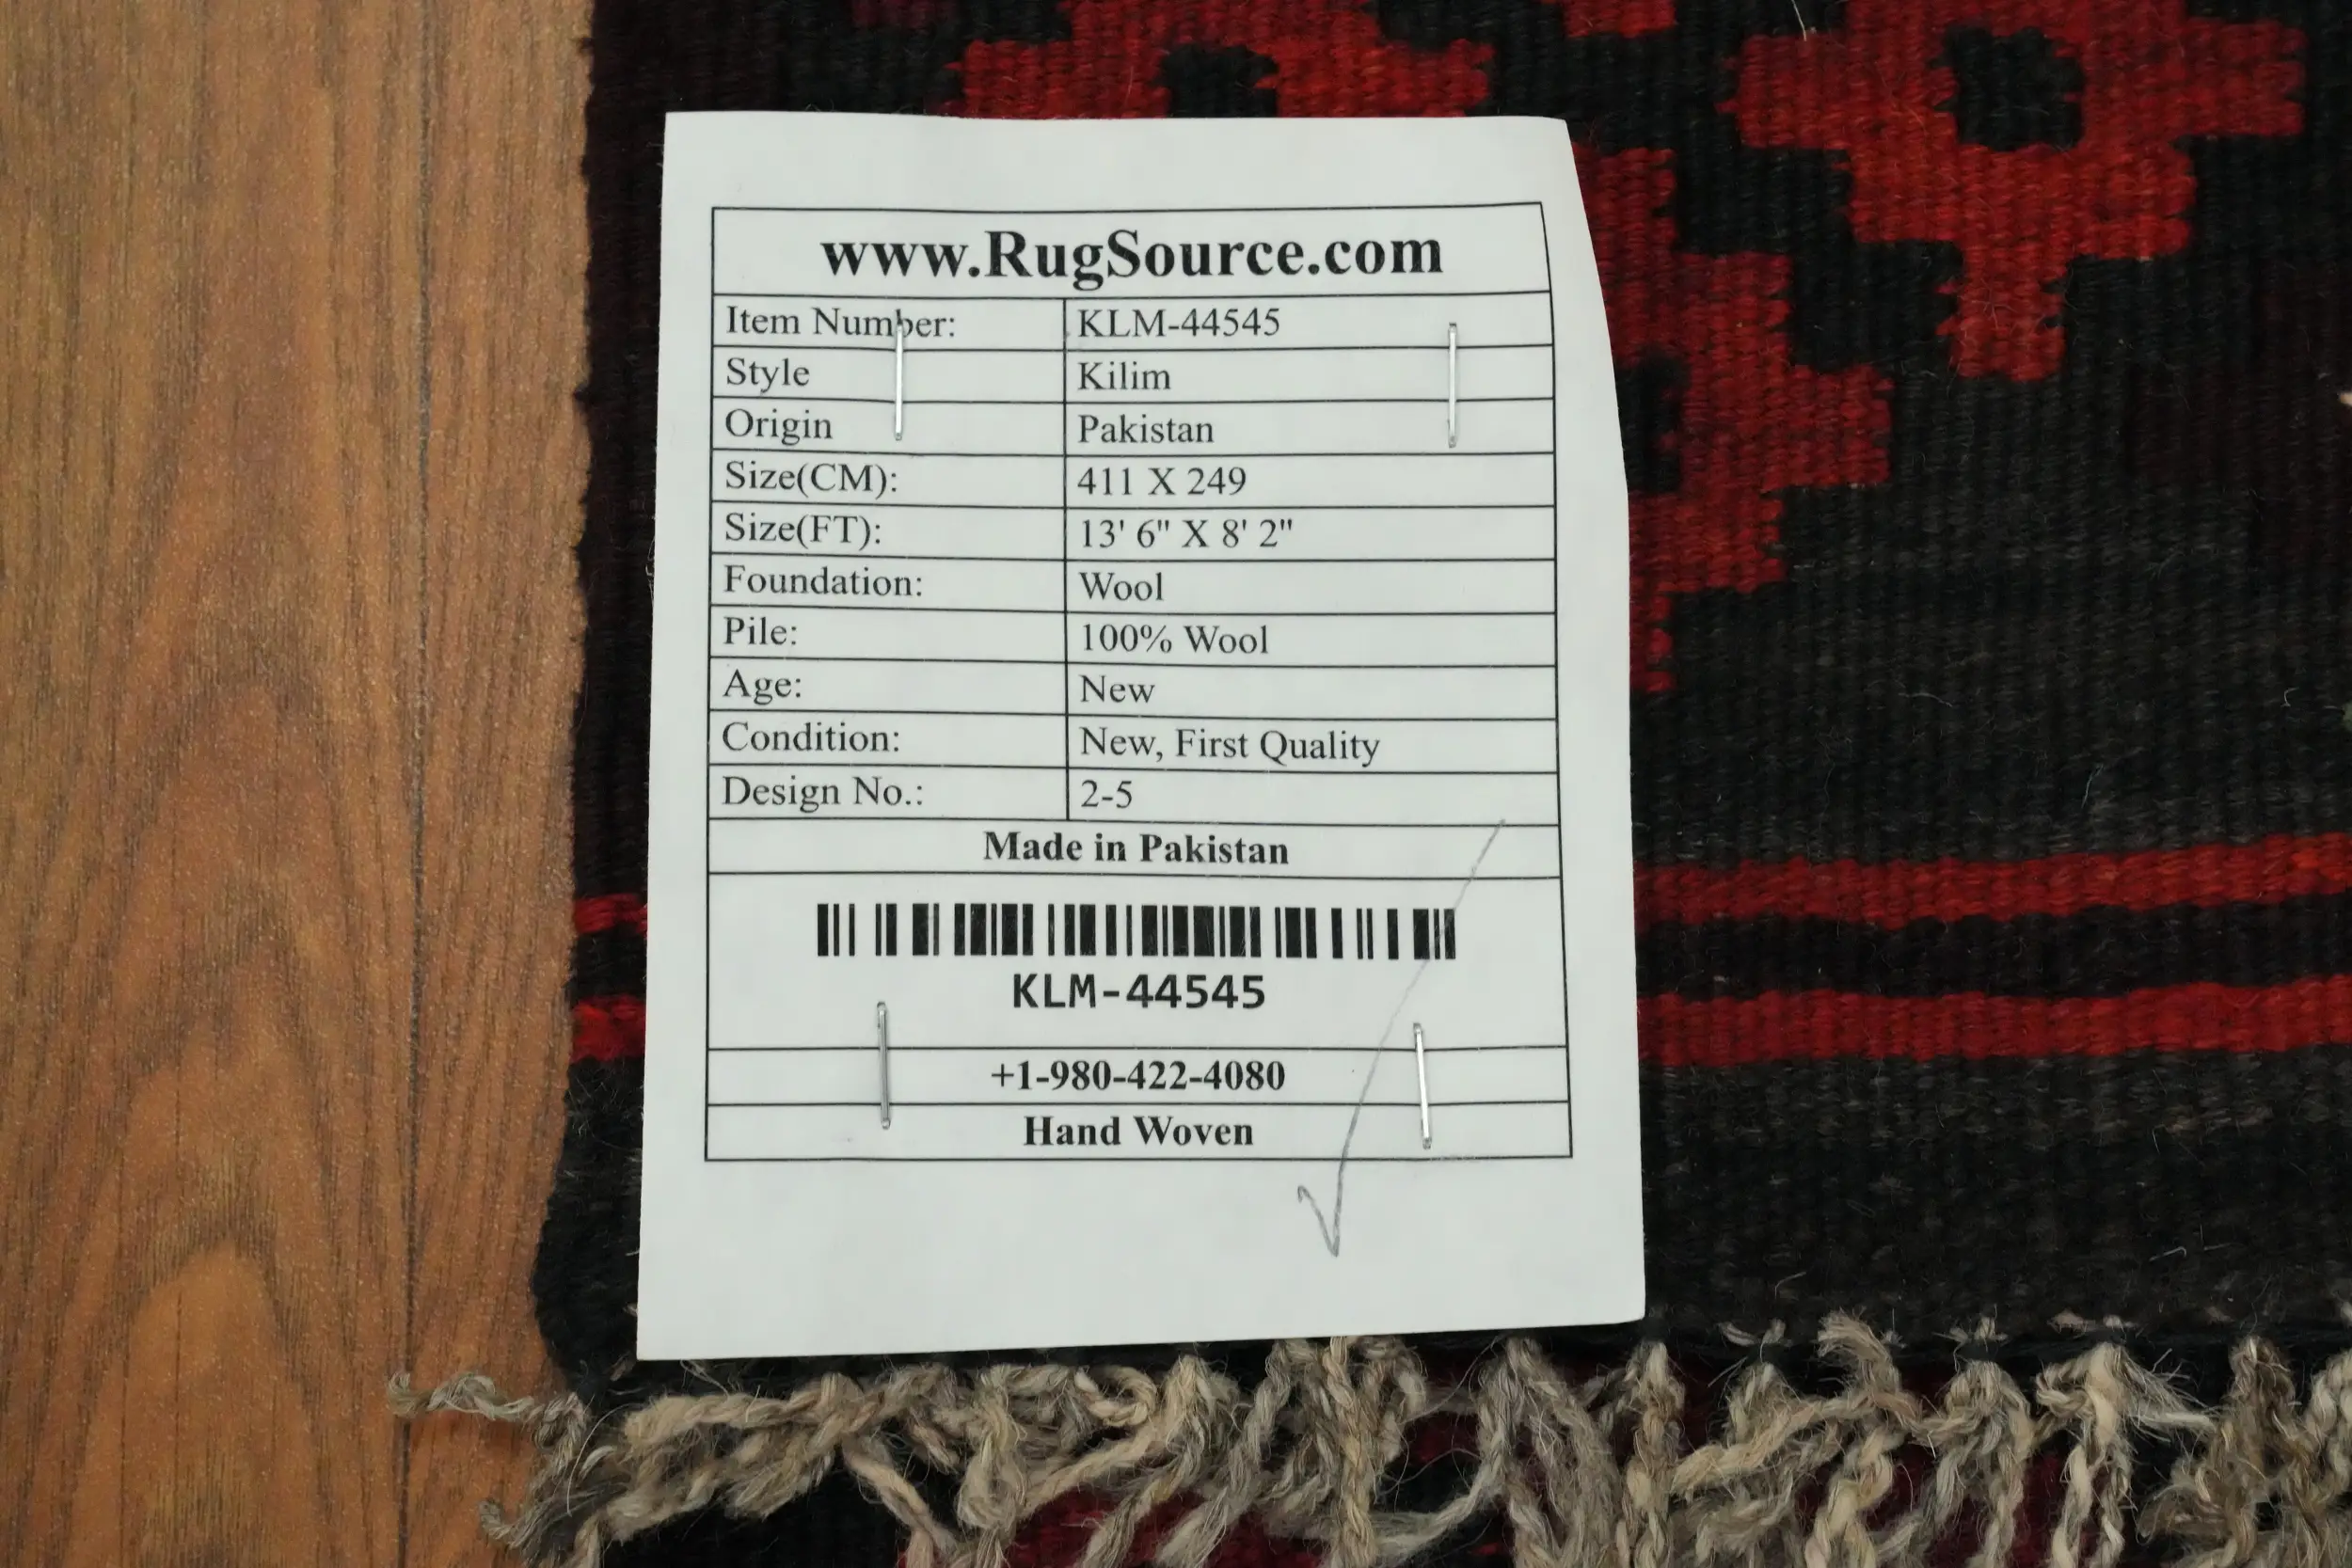 www.RugSource.com
Item Number: KLM-44545
Style Kilim
Origin Pakistan
Size(CM): 411 X 249
Size(FT): 13' 6" X 8' 2"
Foundation: Wool
Pile: 100% Wool
Age: New
Condition: New, First Quality
Design No.: 2-5
Made in Pakistan
KLM-44545
+1-980-422-4080
Hand Woven